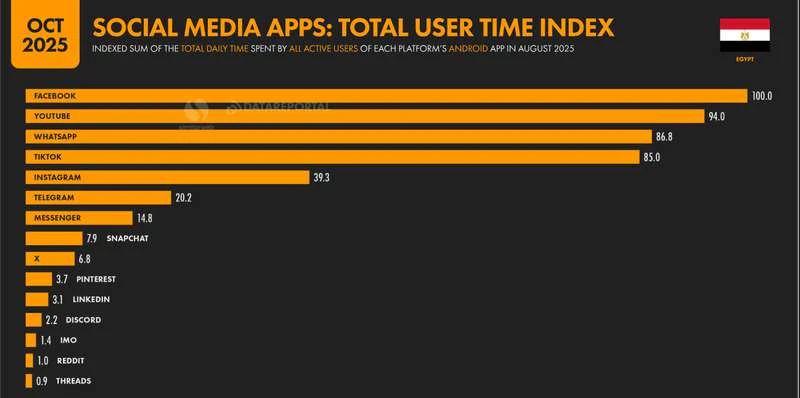 OCT
2025
SOCIAL MEDIA APPS: TOTAL USER TIME INDEX
INDEXED SUM OF THE TOTAL DAILY TIME SPENT BY ALL ACTIVE USERS OF EACH PLATFORM'S ANDROID APP IN AUGUST 2025
EGYPT
FACEBOOK 100.0
DATAREPORTAL
YOUTUBE 94.0
WHATSAPP 86.8
TIKTOK 85.0
INSTAGRAM 39.3
TELEGRAM 20.2
MESSENGER 14.8
7.9 SNAPCHAT
X 6.8
3.7 PINTEREST
3.1 LINKEDIN
2.2 DISCORD
1.4 IMO
1.0 REDDIT
0.9 THREADS